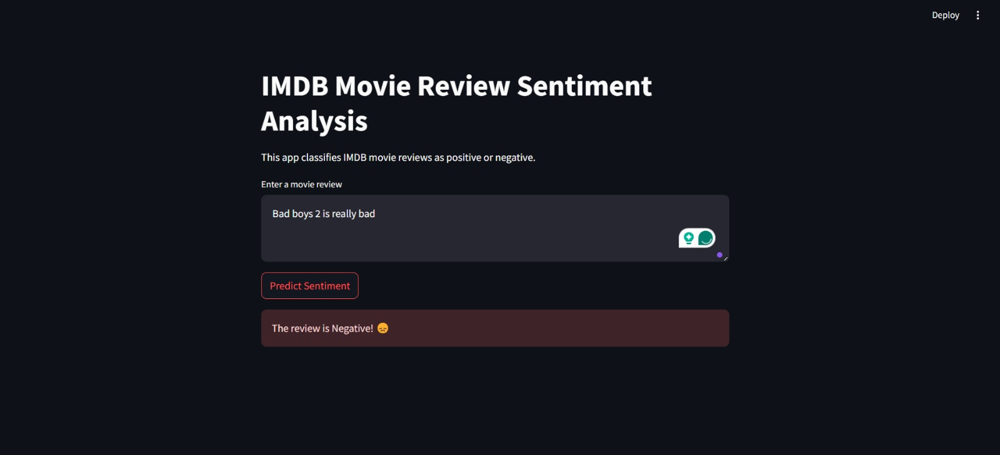 Deploy
IMDB Movie Review Sentiment
Analysis
This app classifies IMDB movie reviews as positive or negative.
Enter a movie review
Bad boys 2 is really bad
Predict Sentiment
The review is Negative! 😞